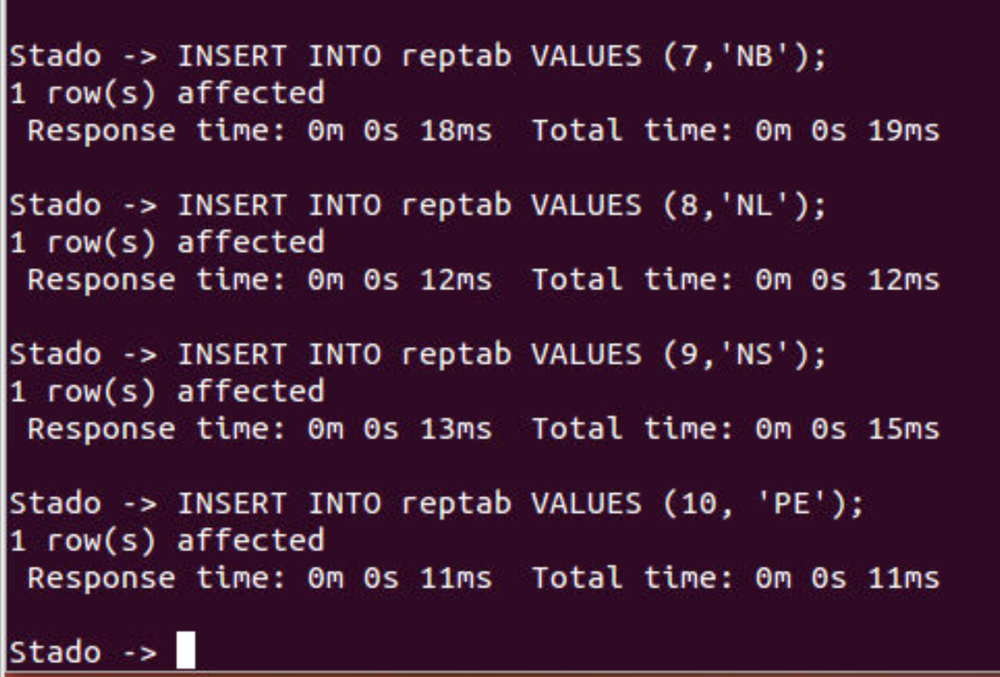 Stado -> INSERT INTO reptab VALUES (7,'NB');
1 row(s) affected
Response time: 0m 0s 18ms  Total time: 0m 0s 19ms
Stado -> INSERT INTO reptab VALUES (8,'NL');
1 row(s) affected
Response time: 0m 0s 12ms  Total time: 0m 0s 12ms
Stado -> INSERT INTO reptab VALUES (9,'NS');
1 row(s) affected
Response time: 0m 0s 13ms  Total time: 0m 0s 15ms
Stado -> INSERT INTO reptab VALUES (10, 'PE');
1 row(s) affected
Response time: 0m 0s 11ms  Total time: 0m 0s 11ms
Stado ->